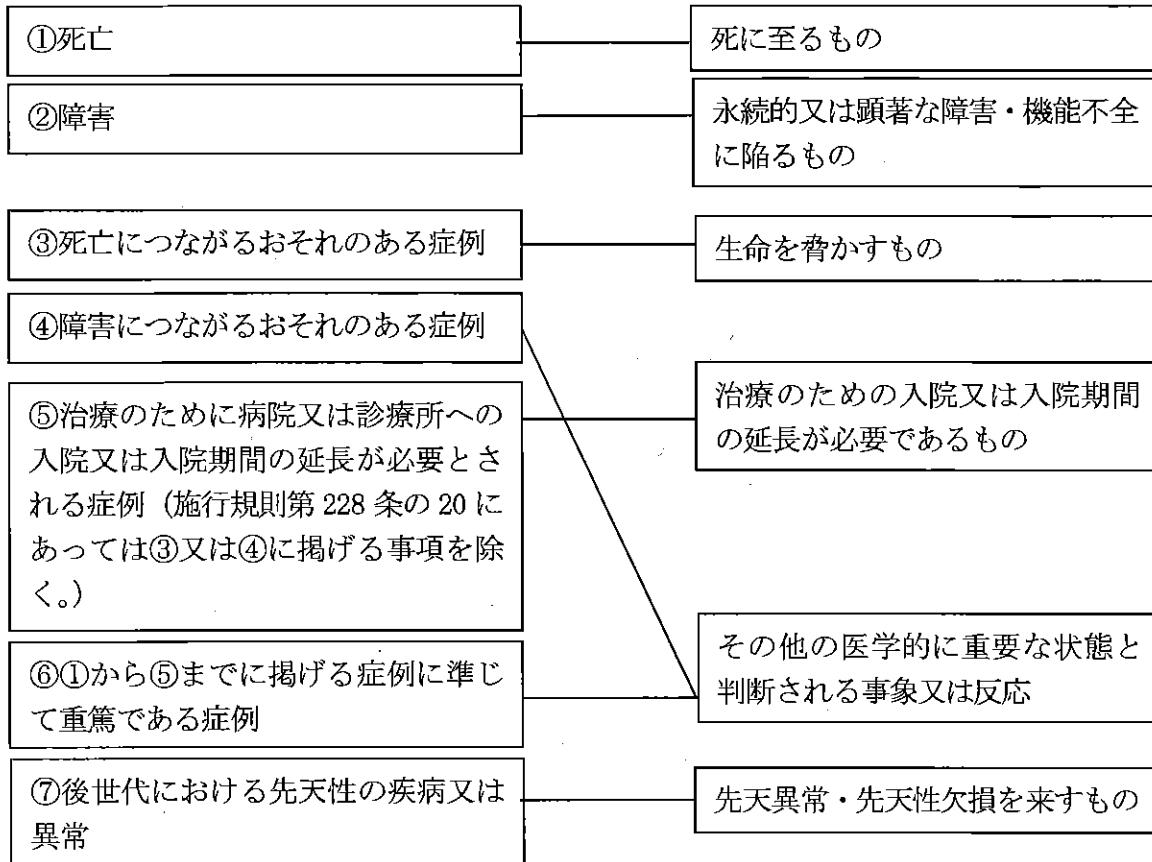 ①死亡
死に至るもの
②障害
永続的又は顕著な障害・機能不全
に陥るもの
③死亡につながるおそれのある症例
生命を脅かすもの
④障害につながるおそれのある症例
⑤治療のために病院又は診療所への
入院又は入院期間の延長が必要とさ
れる症例（施行規則第 228 条の 20 に
あっては③又は④に掲げる事項を除
く。）
治療のための入院又は入院期間
の延長が必要であるもの
⑥①から⑤までに掲げる症例に準じ
て重篤である症例
その他の医学的に重要な状態と
判断される事象又は反応
⑦後世代における先天性の疾病又は
異常
先天異常・先天性欠損を来すもの